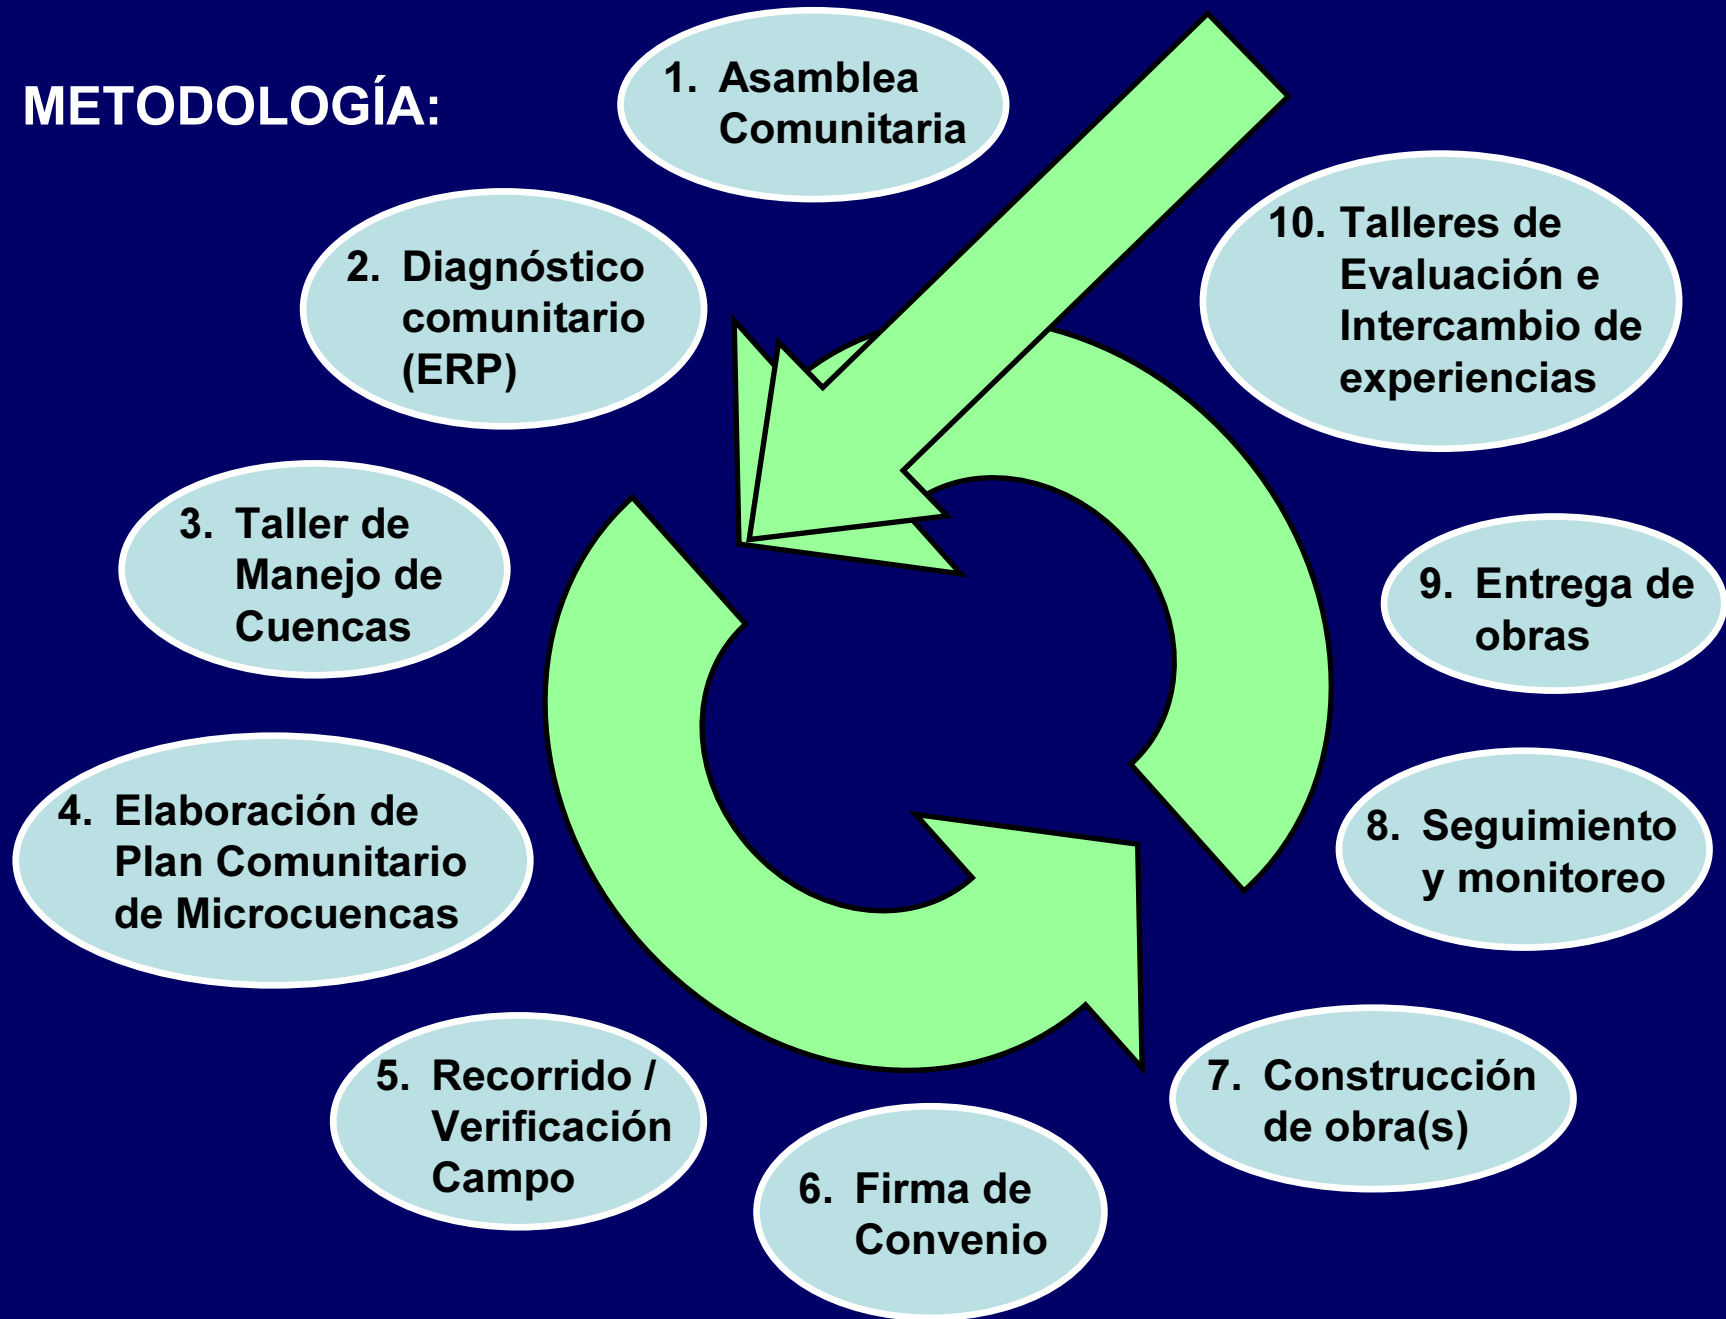 METODOLOGÍA:
1. Asamblea
Comunitaria
2. Diagnóstico
comunitario
(ERP)
3. Taller de
Manejo de
Cuencas
4. Elaboración de
Plan Comunitario
de Microcuencas
5. Recorrido /
Verificación
Campo
6. Firma de
Convenio
7. Construcción
de obra(s)
8. Seguimiento
y monitoreo
9. Entrega de
obras
10. Talleres de
Evaluación e
Intercambio de
experiencias